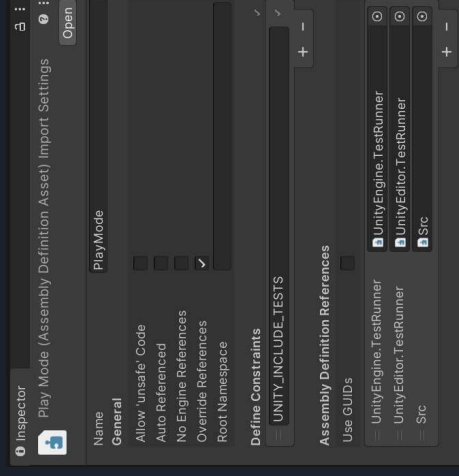 Inspector
Play Mode (Assembly Definition Asset) Import Settings
Open
Name PlayMode
General
Allow 'unsafe' Code
Auto Referenced
No Engine References
Override References
Root Namespace
Define Constraints
UNITY_INCLUDE_TESTS
Assembly Definition References
Use GUIDs
UnityEngine.TestRunner UnityEngine.TestRunner
UnityEditor.TestRunner UnityEditor.TestRunner
Src Src